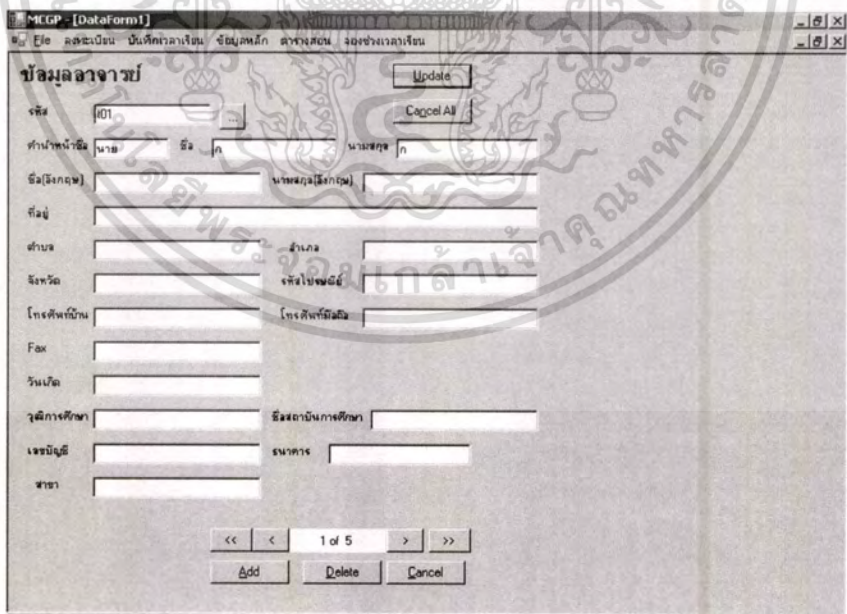 MCGP - [DataForm1]
File ลงทะเบียน บันทึกเวลาเรียน ข้อมูลหลัก ตารางสอน จองช่วงเวลาเรียน
ข้อมูลอาจารย์ Update
รหัส i01 ... Cancel All
คำนำหน้าชื่อ นาย ชื่อ ก นามสกุล ก
ชื่อ(อังกฤษ) นามสกุล(อังกฤษ)
ที่อยู่
ตำบล อำเภอ
จังหวัด รหัสไปรษณีย์
โทรศัพท์บ้าน โทรศัพท์มือถือ
Fax
วันเกิด
วุฒิการศึกษา ชื่อสถาบันการศึกษา
เลขบัญชี ธนาคาร
สาขา
<< < 1 of 5 > >>
Add Delete Cancel